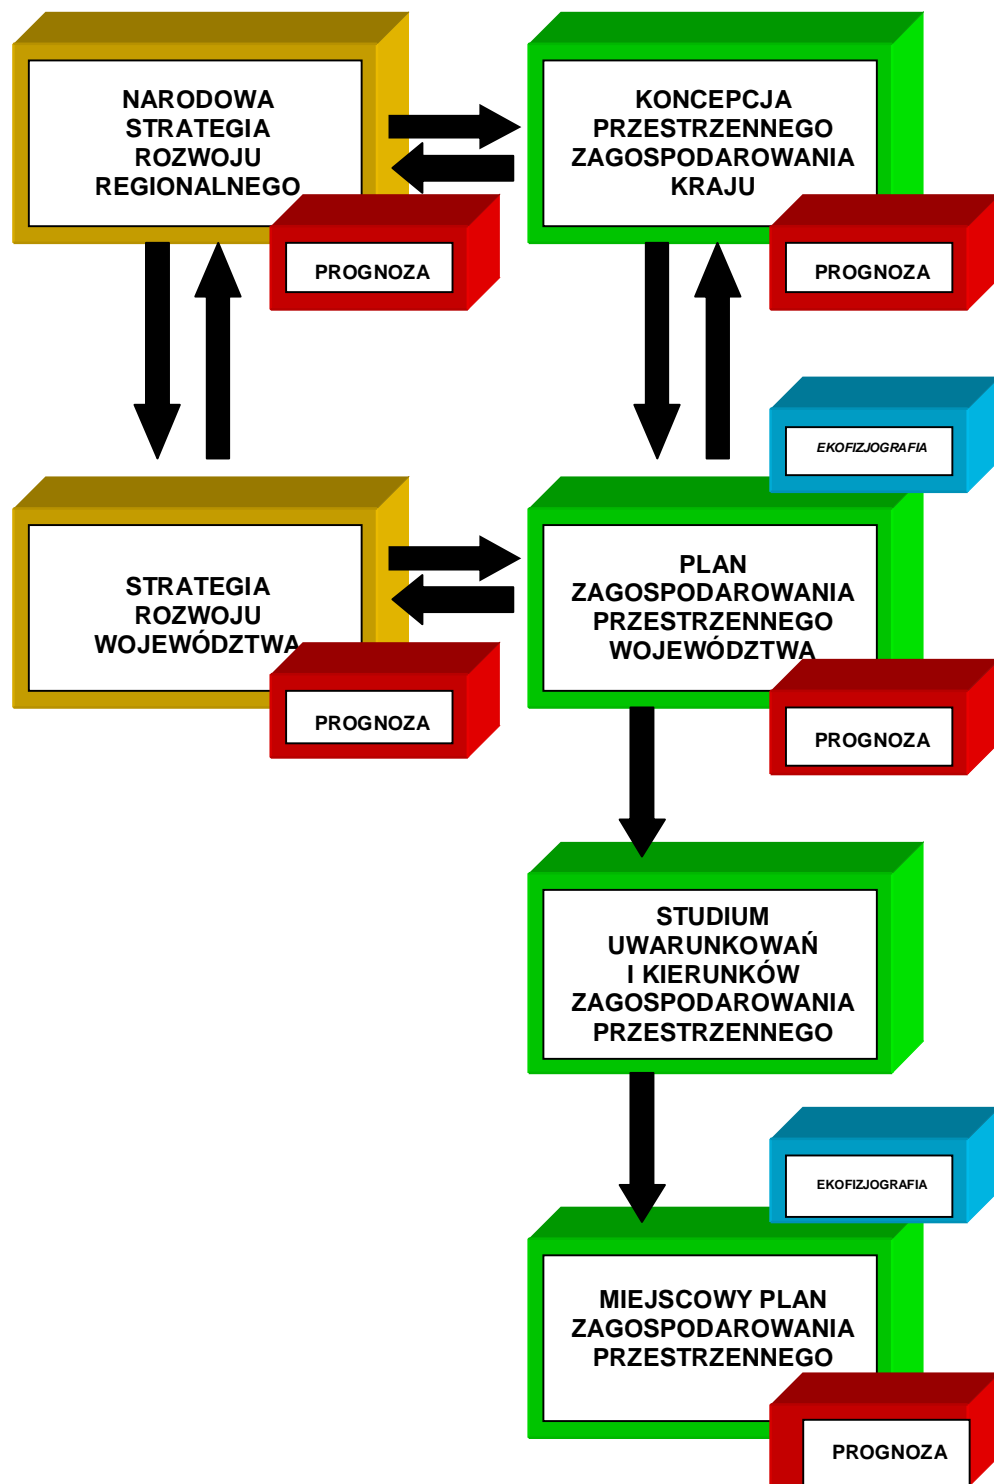 NARODOWA
STRATEGIA
ROZWOJU
REGIONALNEGO
PROGNOZA
KONCEPCJA
PRZESTRZENNEGO
ZAGOSPODAROWANIA
KRAJU
PROGNOZA
STRATEGIA
ROZWOJU
WOJEWÓDZTWA
PROGNOZA
EKOFIZJOGRAFIA
PLAN
ZAGOSPODAROWANIA
PRZESTRZENNEGO
WOJEWÓDZTWA
PROGNOZA
STUDIUM
UWARUNKOWAŃ
I KIERUNKÓW
ZAGOSPODAROWANIA
PRZESTRZENNEGO
EKOFIZJOGRAFIA
MIEJSCOWY PLAN
ZAGOSPODAROWANIA
PRZESTRZENNEGO
PROGNOZA